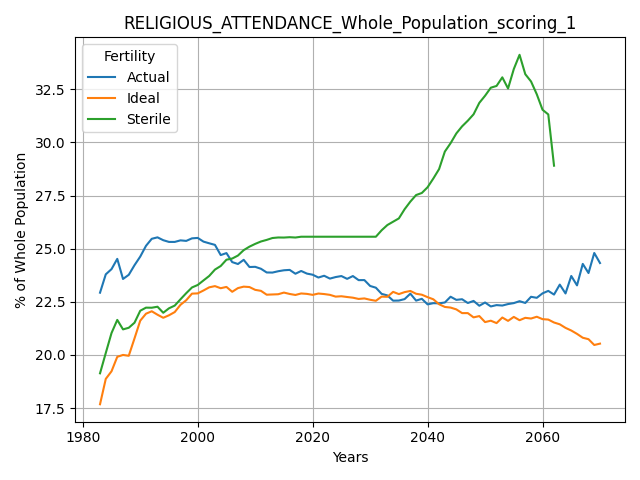 RELIGIOUS_ATTENDANCE_Whole_Population_scoring_1
Fertility
Actual
Ideal
Sterile
% of Whole Population
32.5
30.0
27.5
25.0
22.5
20.0
17.5
1980
2000
2020
2040
2060
Years